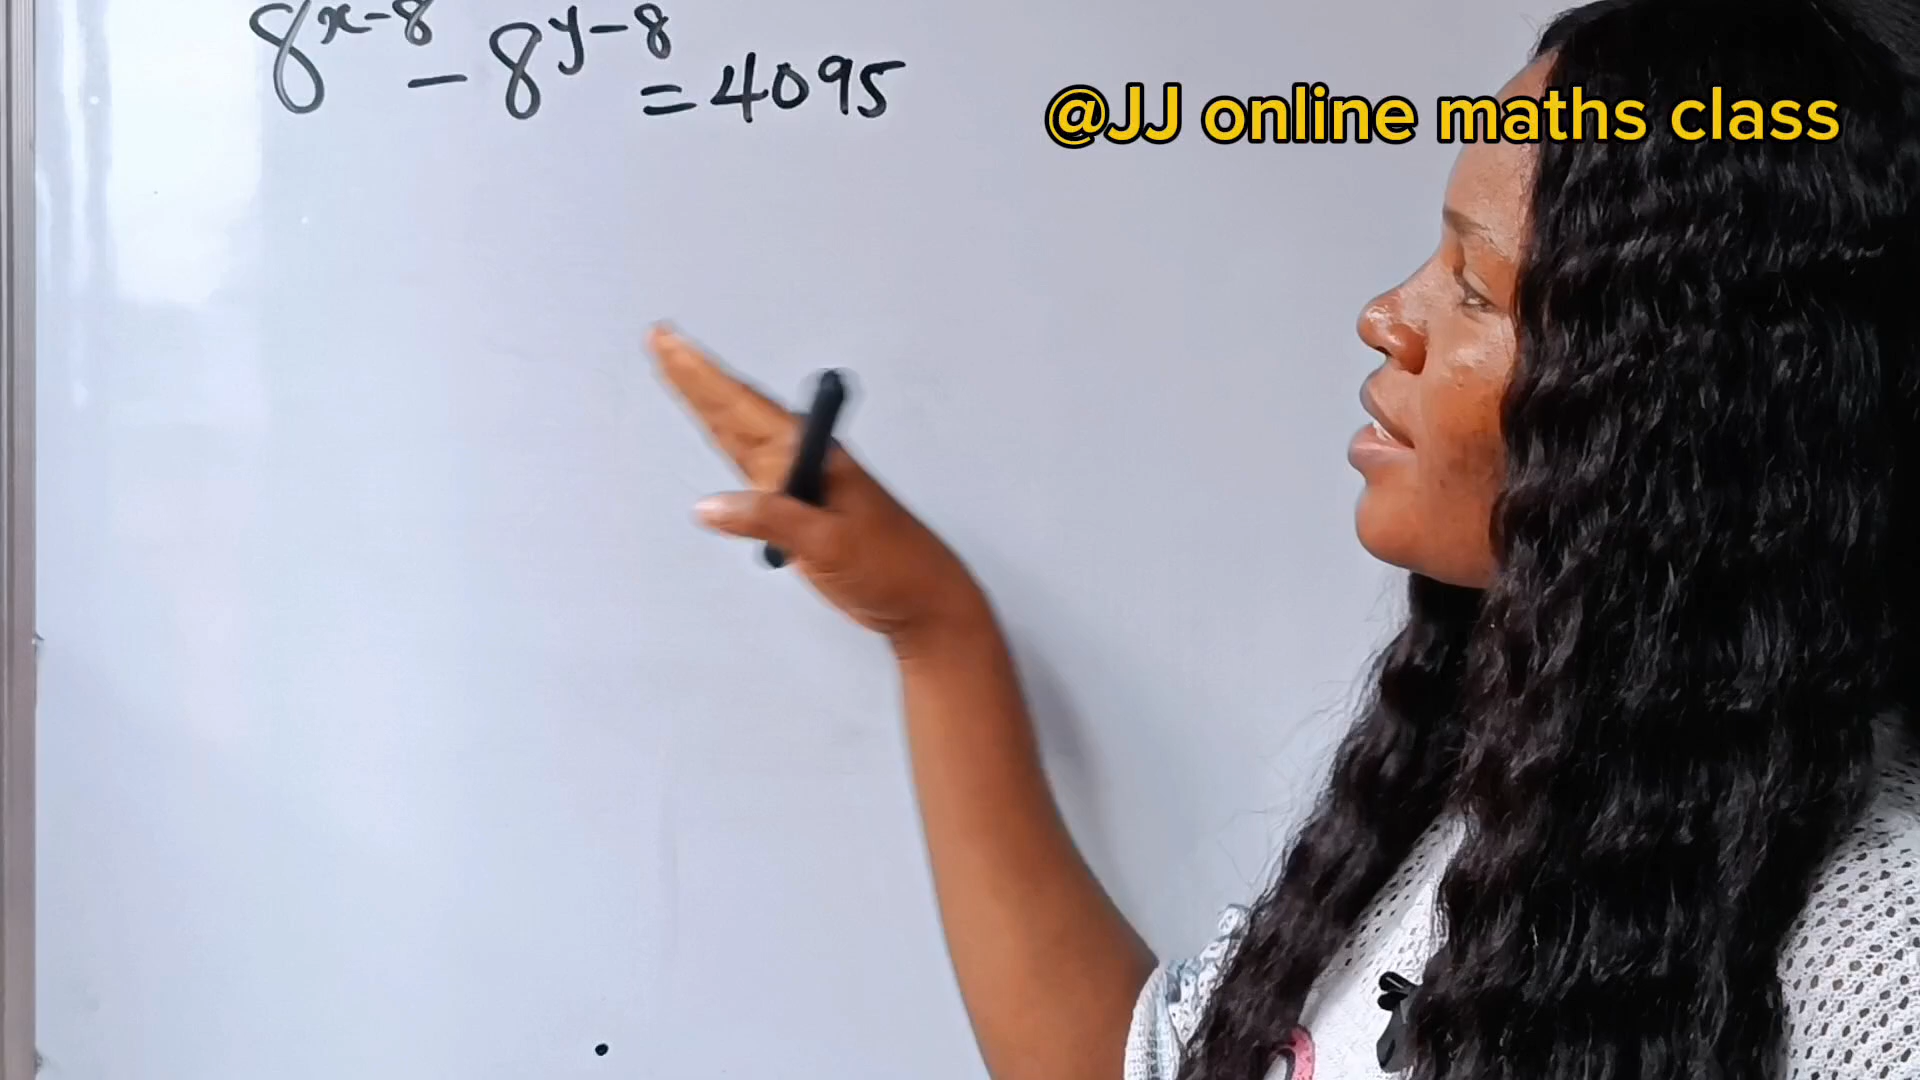 8^{x-8} - 8^{y-8} = 4095
@JJ online maths class